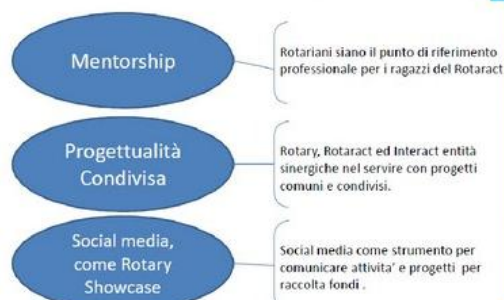 Mentorship
Rotariani siano il punto di riferimento
professionale per i ragazzi del Rotaract
Progettualità
Condivisa
Rotary, Rotaract ed Interact entità
sinergiche nel servire con progetti
comuni e condivisi.
Social media,
come Rotary
Showcase
Social media come strumento per
comunicare attivita' e progetti per
raccolta fondi .